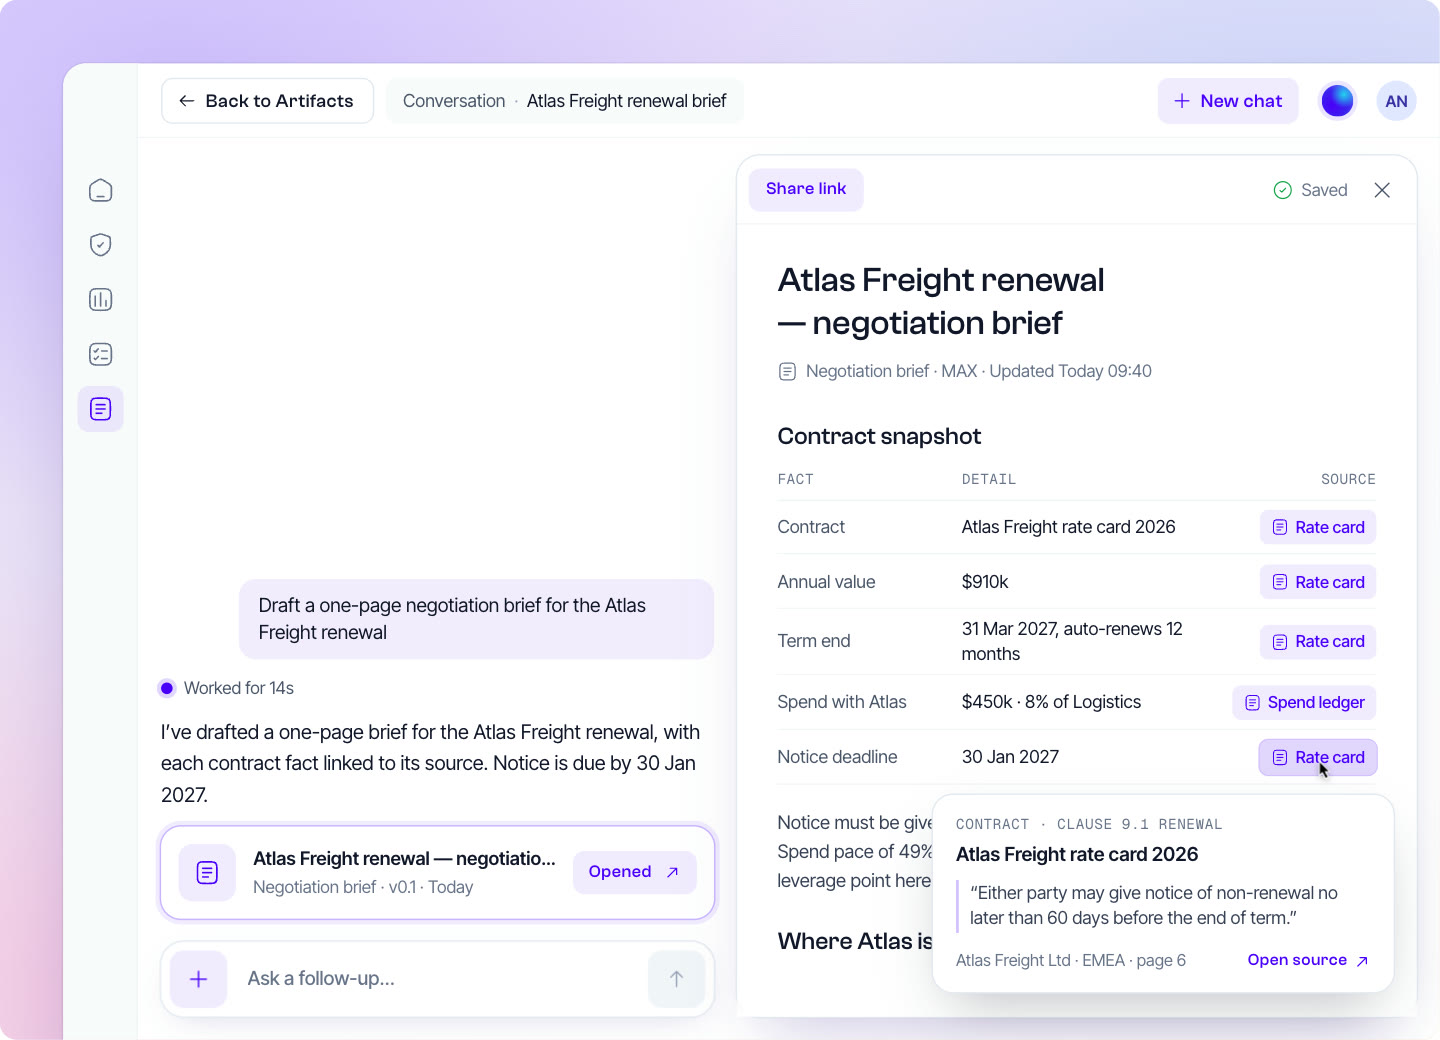 Back to Artifacts
Conversation · Atlas Freight renewal brief
New chat
AN
Draft a one-page negotiation brief for the Atlas
Freight renewal
Worked for 14s
I’ve drafted a one-page brief for the Atlas Freight renewal, with
each contract fact linked to its source. Notice is due by 30 Jan
2027.
Atlas Freight renewal — negotiatio...
Negotiation brief · v0.1 · Today
Opened
Ask a follow-up...
Share link
Saved
Atlas Freight renewal
— negotiation brief
Negotiation brief · MAX · Updated Today 09:40
Contract snapshot
FACT DETAIL SOURCE
Contract Atlas Freight rate card 2026 Rate card
Annual value $910k Rate card
Term end 31 Mar 2027, auto-renews 12
months Rate card
Spend with Atlas $450k · 8% of Logistics Spend ledger
Notice deadline 30 Jan 2027 Rate card
Notice must be give
Spend pace of 49%
leverage point here
Where Atlas is
CONTRACT · CLAUSE 9.1 RENEWAL
Atlas Freight rate card 2026
“Either party may give notice of non-renewal no
later than 60 days before the end of term.”
Atlas Freight Ltd · EMEA · page 6
Open source